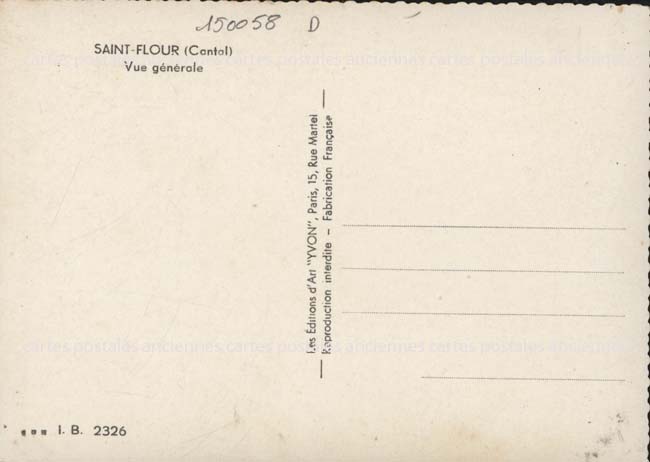 150058 D
SAINT-FLOUR (Cantal)
Vue générale
cartes postales anciennes cartes postales anciennes cartes postales anciennes
Les Éditions d'Art "YVON", Paris, 15, Rue Martel
Reproduction interdite - Fabrication Française
cartes postales anciennes cartes postales anciennes cartes postales anciennes
I. B. 2326